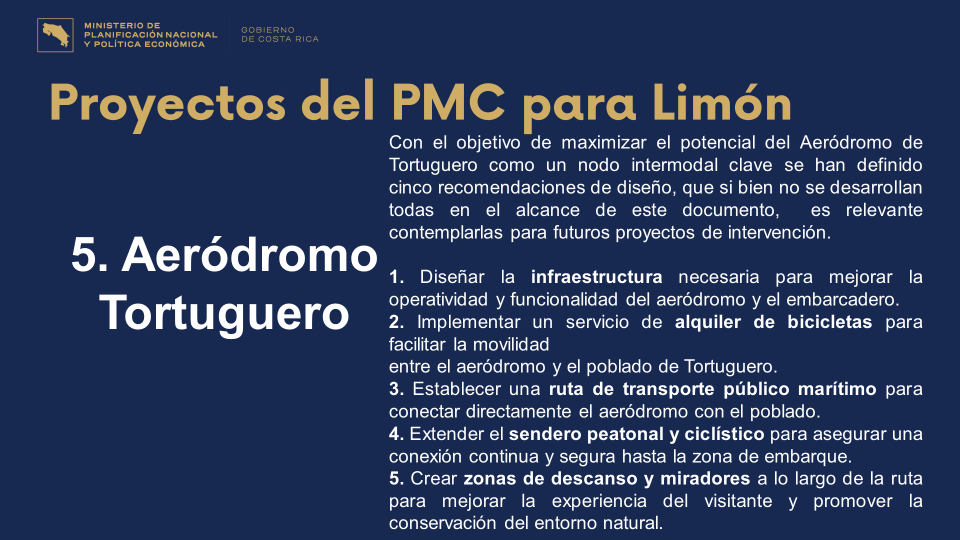 MINISTERIO DE
PLANIFICACIÓN NACIONAL
Y POLÍTICA ECONÓMICA
GOBIERNO
DE COSTA RICA
Proyectos del PMC para Limón
5. Aeródromo
Tortuguero
Con el objetivo de maximizar el potencial del Aeródromo de
Tortuguero como un nodo intermodal clave se han definido
cinco recomendaciones de diseño, que si bien no se desarrollan
todas en el alcance de este documento, es relevante
contemplarlas para futuros proyectos de intervención.
1. Diseñar la infraestructura necesaria para mejorar la
operatividad y funcionalidad del aeródromo y el embarcadero.
2. Implementar un servicio de alquiler de bicicletas para
facilitar la movilidad
entre el aeródromo y el poblado de Tortuguero.
3. Establecer una ruta de transporte público marítimo para
conectar directamente el aeródromo con el poblado.
4. Extender el sendero peatonal y ciclístico para asegurar una
conexión continua y segura hasta la zona de embarque.
5. Crear zonas de descanso y miradores a lo largo de la ruta
para mejorar la experiencia del visitante y promover la
conservación del entorno natural.